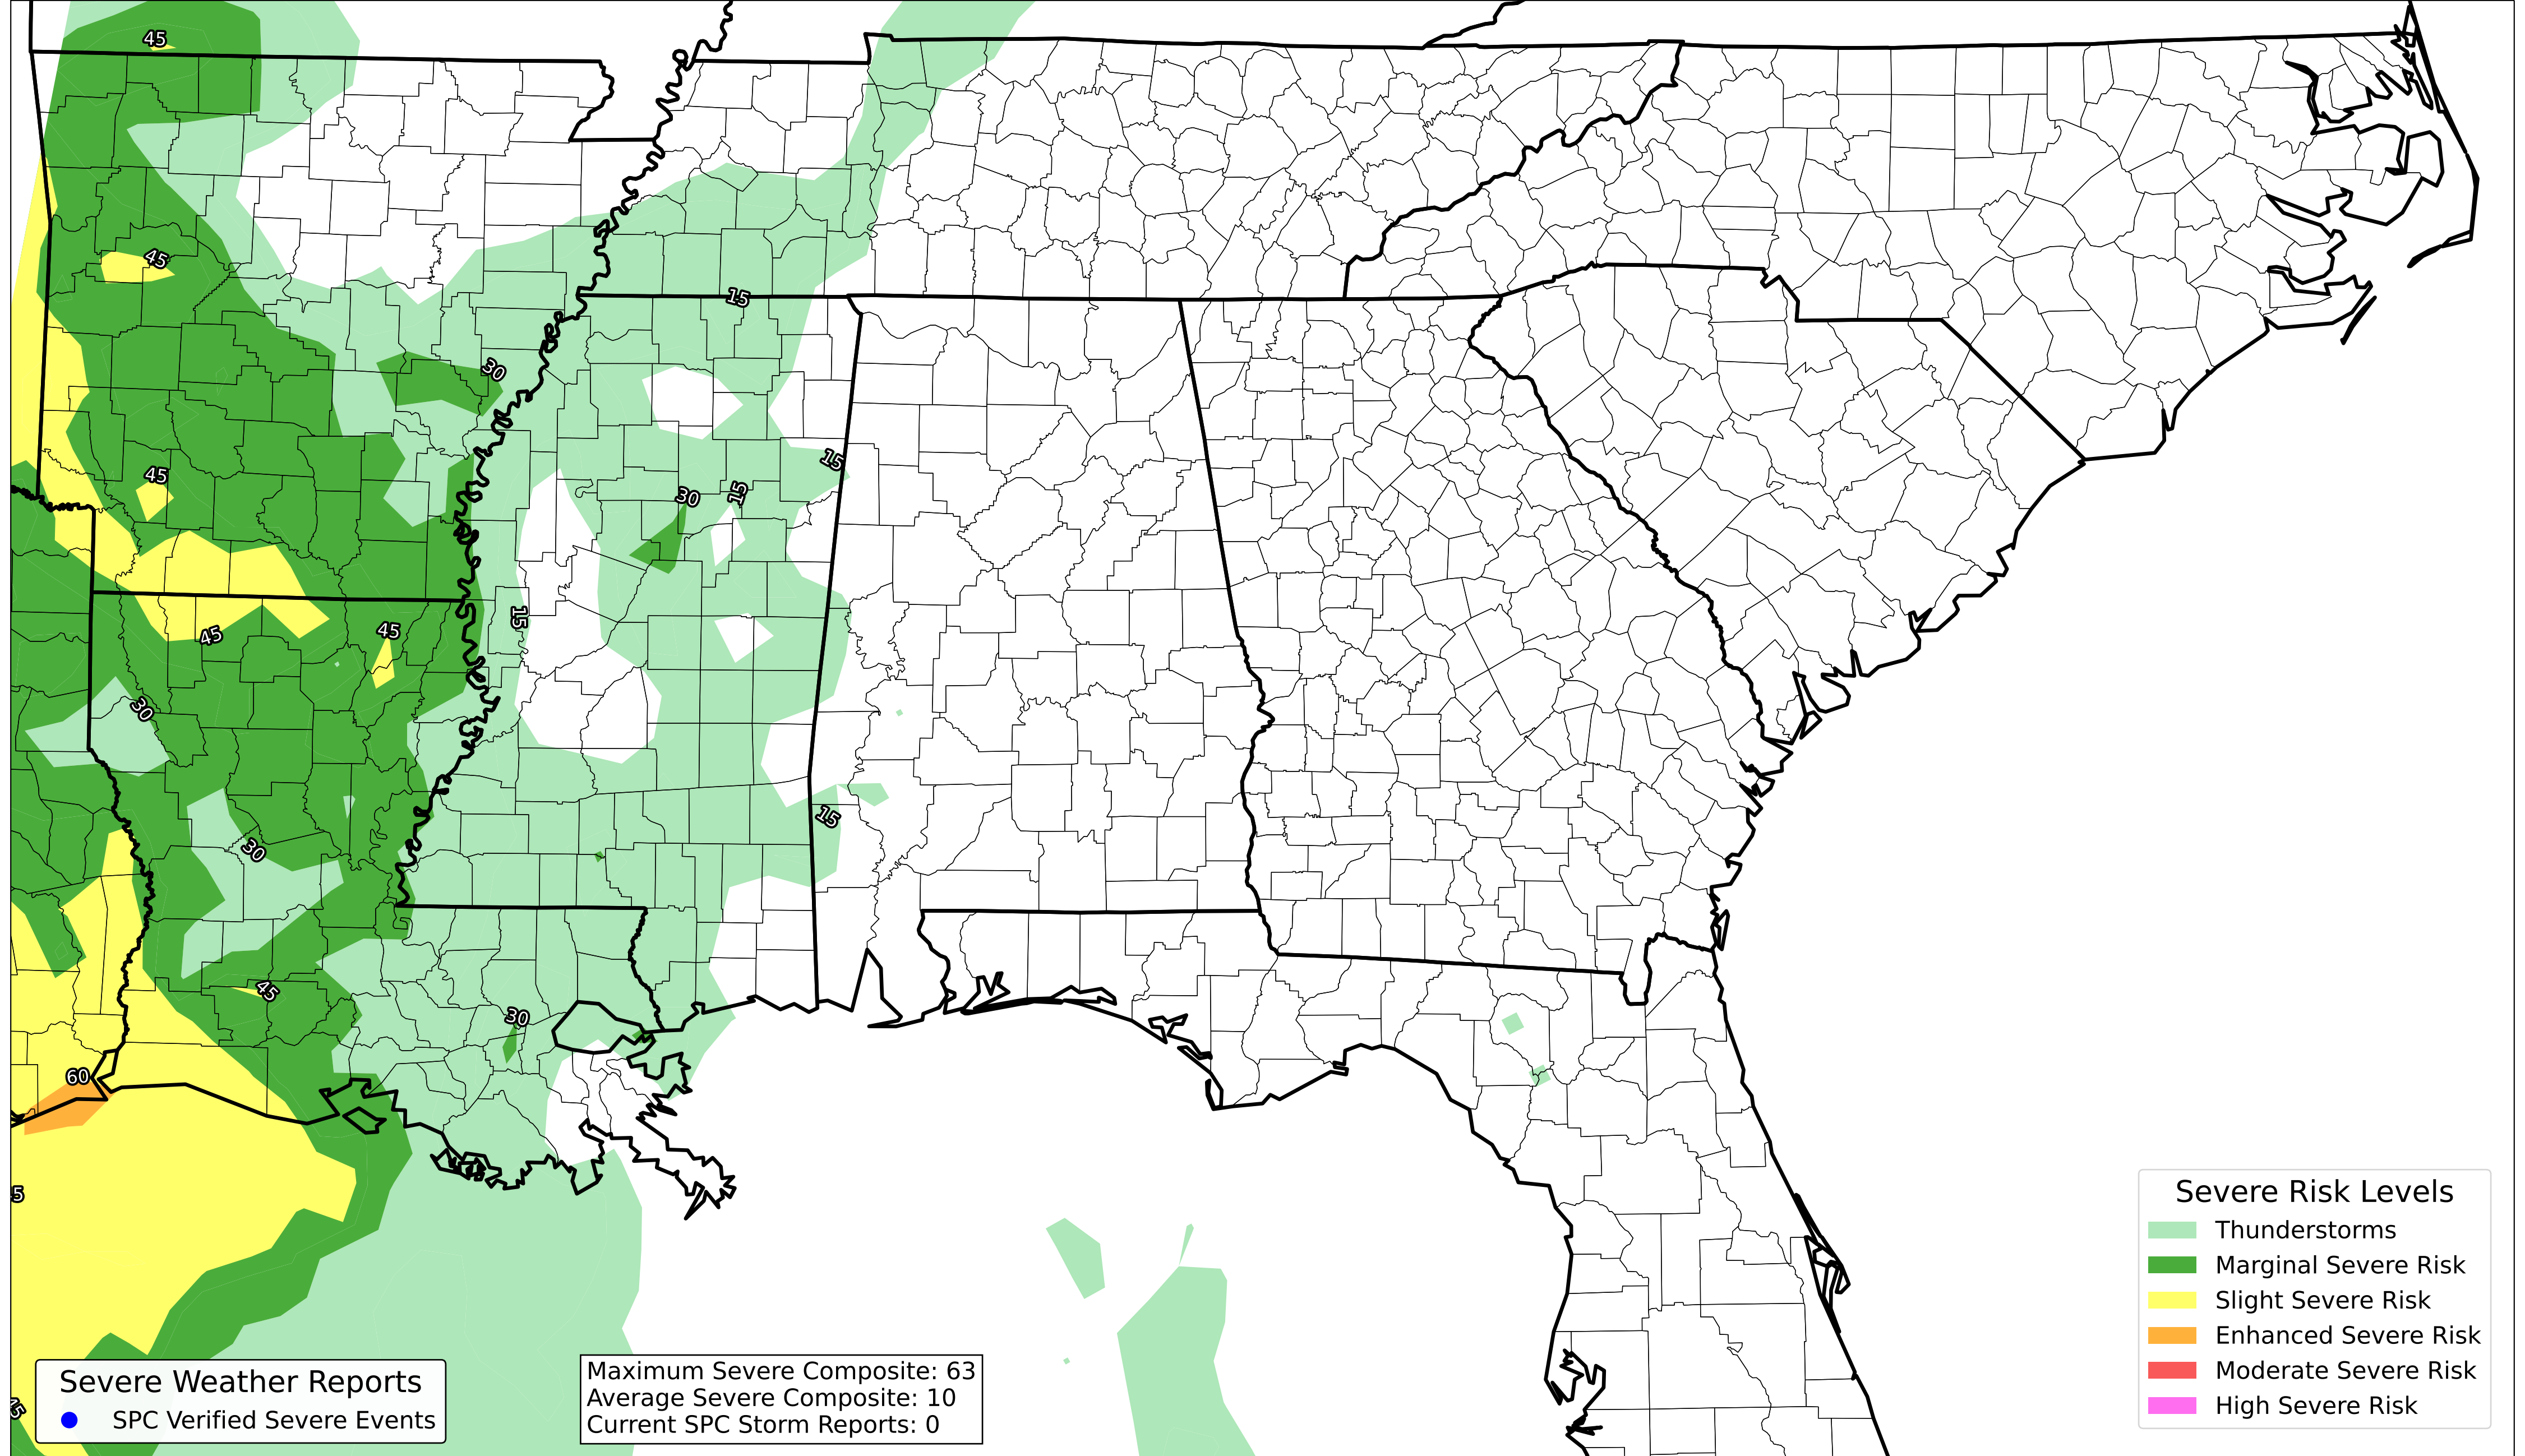 45
45
15
30
15
45
30
15
45
15
45
30
15
30
45
30
60
5
45
Severe Risk Levels
Thunderstorms
Marginal Severe Risk
Slight Severe Risk
Enhanced Severe Risk
Moderate Severe Risk
High Severe Risk
Severe Weather Reports
SPC Verified Severe Events
Maximum Severe Composite: 63
Average Severe Composite: 10
Current SPC Storm Reports: 0